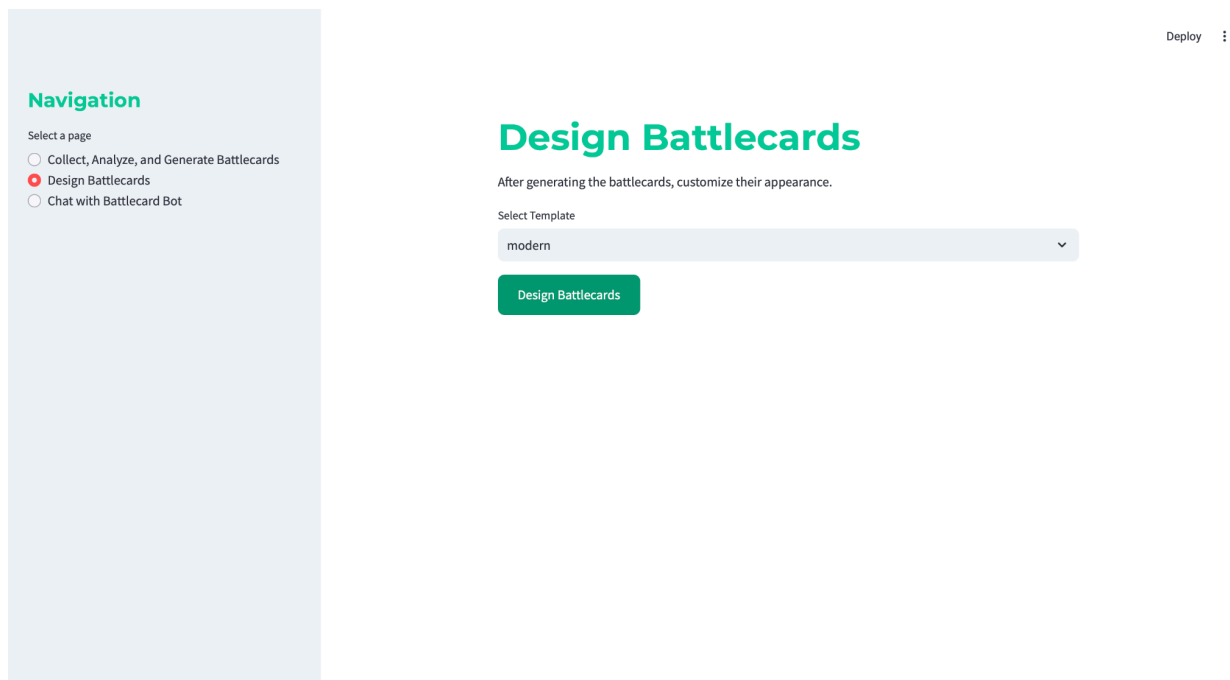 Deploy
Navigation
Select a page
Collect, Analyze, and Generate Battlecards
Design Battlecards
Chat with Battlecard Bot
Design Battlecards
After generating the battlecards, customize their appearance.
Select Template
modern
Design Battlecards